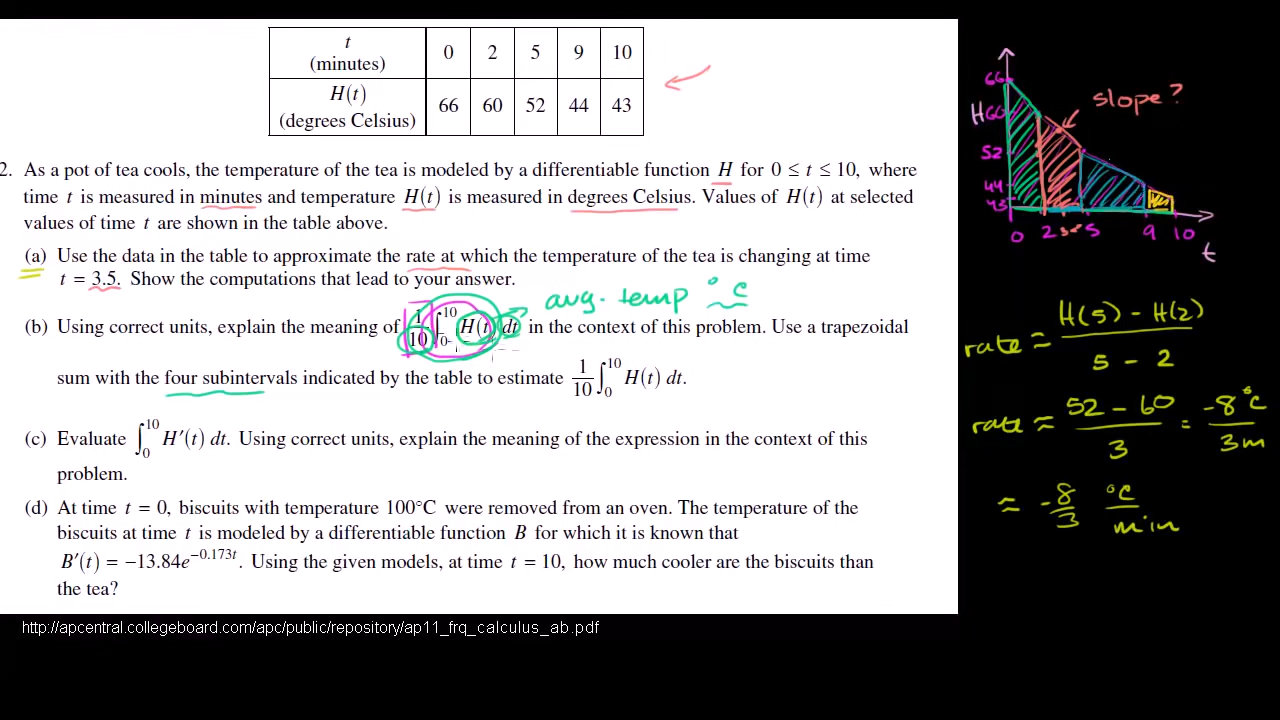 t
(minutes)
0 2 5 9 10
H(t)
(degrees Celsius)
66 60 52 44 43
2. As a pot of tea cools, the temperature of the tea is modeled by a differentiable function H for 0 ≤ t ≤ 10, where
time t is measured in minutes and temperature H(t) is measured in degrees Celsius. Values of H(t) at selected
values of time t are shown in the table above.
(a) Use the data in the table to approximate the rate at which the temperature of the tea is changing at time
t = 3.5. Show the computations that lead to your answer.
avg. temp °C
(b) Using correct units, explain the meaning of 1/10 ∫₀¹⁰ H(t) dt in the context of this problem. Use a trapezoidal
sum with the four subintervals indicated by the table to estimate 1/10 ∫₀¹⁰ H(t) dt.
(c) Evaluate ∫₀¹⁰ H′(t) dt. Using correct units, explain the meaning of the expression in the context of this
problem.
(d) At time t = 0, biscuits with temperature 100°C were removed from an oven. The temperature of the
biscuits at time t is modeled by a differentiable function B for which it is known that
B′(t) = −13.84e^−0.173t. Using the given models, at time t = 10, how much cooler are the biscuits than
the tea?
http://apcentral.collegeboard.com/apc/public/repository/ap11_frq_calculus_ab.pdf
66
slope?
H 60
52
44
43
0 2 3.5 5 9 10
t
rate ≈ H(5) - H(2) / 5 - 2
rate ≈ 52 - 60 / 3 = -8°C / 3m
≈ -8/3 °C/min